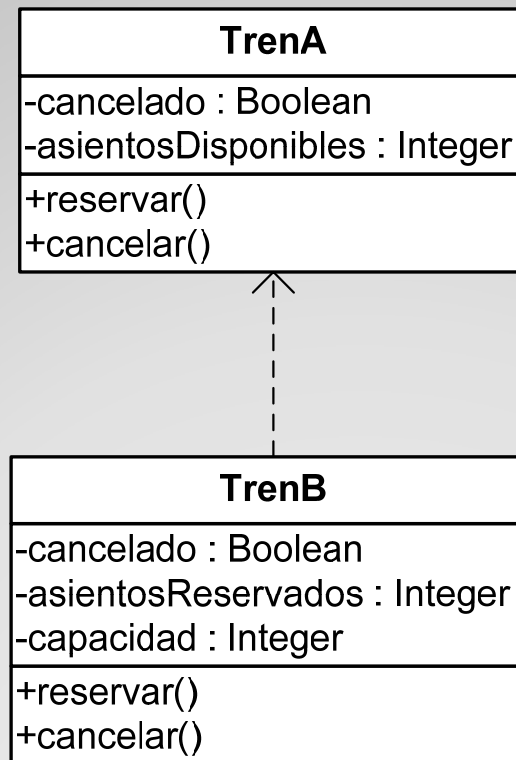 TrenA
-cancelado : Boolean
-asientosDisponibles : Integer
+reservar()
+cancelar()
TrenB
-cancelado : Boolean
-asientosReservados : Integer
-capacidad : Integer
+reservar()
+cancelar()